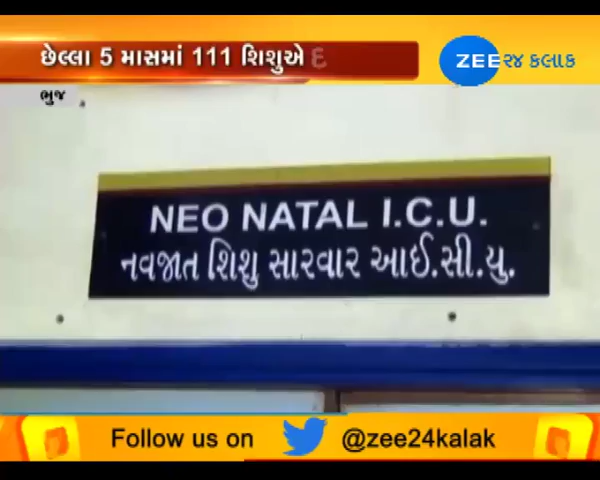 છેલ્લા 5 માસમાં 111 શિશુએ
ZEE ૨૪ કલાક
ભુજ
NEO NATAL I.C.U.
નવજાત શિશુ સારવાર આઈ.સી.યુ.
Follow us on @zee24kalak